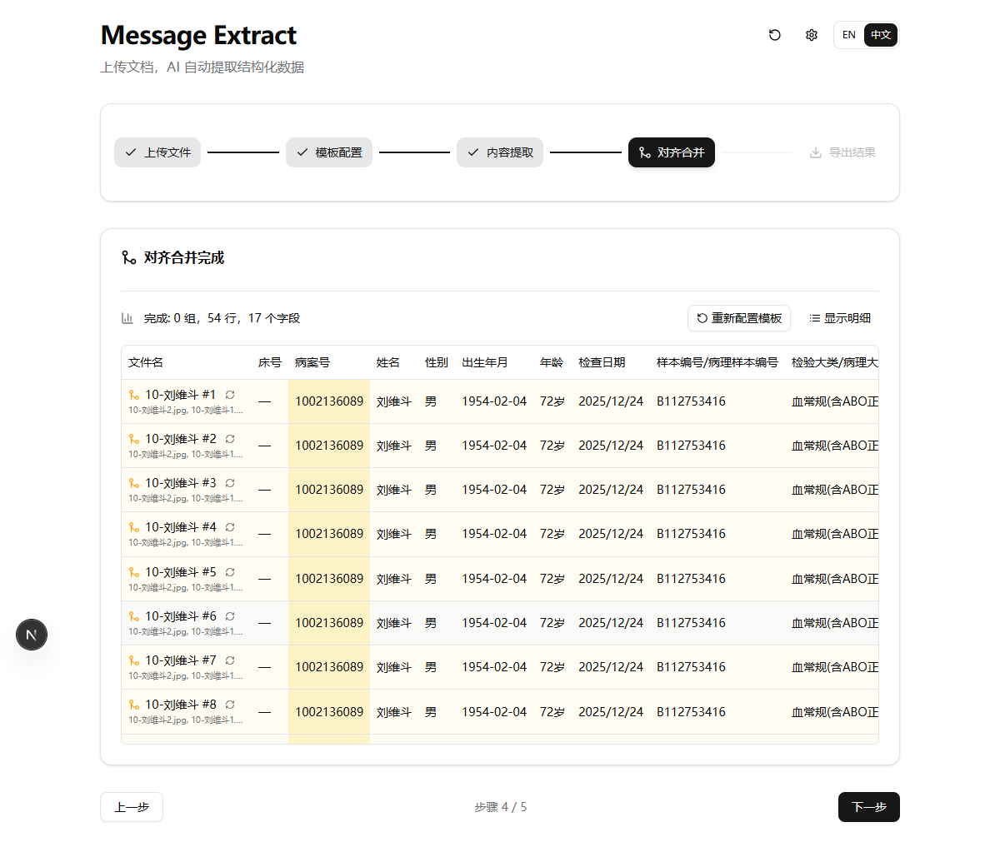 Message Extract
EN 中文
上传文档，AI 自动提取结构化数据
上传文件 模板配置 内容提取 对齐合并 导出结果
对齐合并完成
完成: 0 组，54 行，17 个字段 重新配置模板 显示明细
文件名 床号 病案号 姓名 性别 出生年月 年龄 检查日期 样本编号/病理样本编号 检验大类/病理大
10-刘维斗 #1
10-刘维斗2.jpg, 10-刘维斗1....
— 1002136089 刘维斗 男 1954-02-04 72岁 2025/12/24 B112753416 血常规(含ABO正
10-刘维斗 #2
10-刘维斗2.jpg, 10-刘维斗1....
— 1002136089 刘维斗 男 1954-02-04 72岁 2025/12/24 B112753416 血常规(含ABO正
10-刘维斗 #3
10-刘维斗2.jpg, 10-刘维斗1....
— 1002136089 刘维斗 男 1954-02-04 72岁 2025/12/24 B112753416 血常规(含ABO正
10-刘维斗 #4
10-刘维斗2.jpg, 10-刘维斗1....
— 1002136089 刘维斗 男 1954-02-04 72岁 2025/12/24 B112753416 血常规(含ABO正
10-刘维斗 #5
10-刘维斗2.jpg, 10-刘维斗1....
— 1002136089 刘维斗 男 1954-02-04 72岁 2025/12/24 B112753416 血常规(含ABO正
10-刘维斗 #6
10-刘维斗2.jpg, 10-刘维斗1....
— 1002136089 刘维斗 男 1954-02-04 72岁 2025/12/24 B112753416 血常规(含ABO正
10-刘维斗 #7
10-刘维斗2.jpg, 10-刘维斗1....
— 1002136089 刘维斗 男 1954-02-04 72岁 2025/12/24 B112753416 血常规(含ABO正
10-刘维斗 #8
10-刘维斗2.jpg, 10-刘维斗1....
— 1002136089 刘维斗 男 1954-02-04 72岁 2025/12/24 B112753416 血常规(含ABO正
N
上一步 步骤 4 / 5 下一步